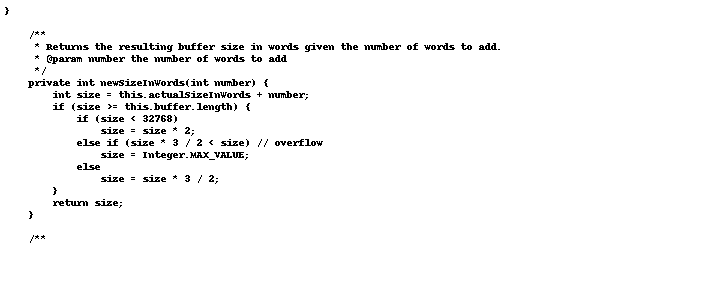 }
/**
* Returns the resulting buffer size in words given the number of words to add.
* @param number the number of words to add
*/
private int newSizeInWords(int number) {
int size = this.actualSizeInWords + number;
if (size >= this.buffer.length) {
if (size < 32768)
size = size * 2;
else if (size * 3 / 2 < size) // overflow
size = Integer.MAX_VALUE;
else
size = size * 3 / 2;
}
return size;
}
/**